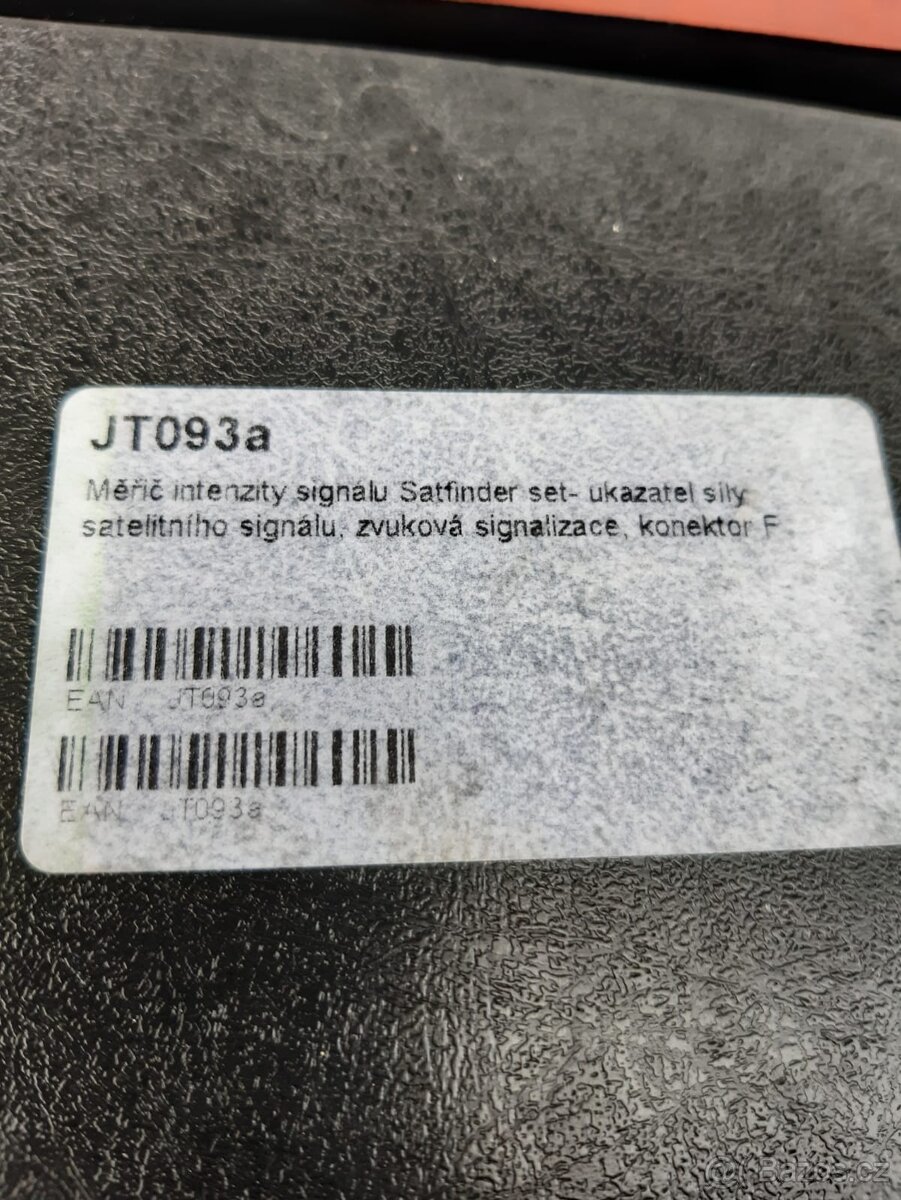 JT093a
Měřič intenzity signálu Satfinder set- ukazatel síly
satelitního signálu, zvuková signalizace, konektor F
EAN JT093a
EAN JT093a
@ Bazos.cz